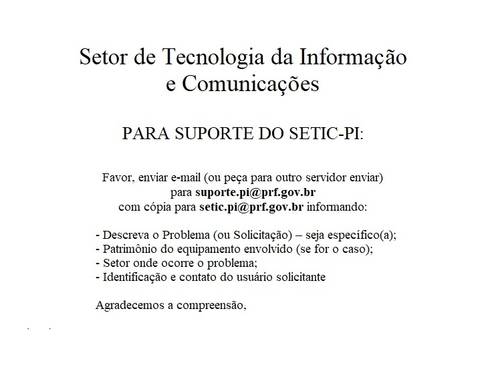 Setor de Tecnologia da Informação
e Comunicações
PARA SUPORTE DO SETIC-PI:
Favor, enviar e-mail (ou peça para outro servidor enviar)
para suporte.pi@prf.gov.br
com cópia para setic.pi@prf.gov.br informando:
- Descreva o Problema (ou Solicitação) – seja específico(a);
- Patrimônio do equipamento envolvido (se for o caso);
- Setor onde ocorre o problema;
- Identificação e contato do usuário solicitante
Agradecemos a compreensão,